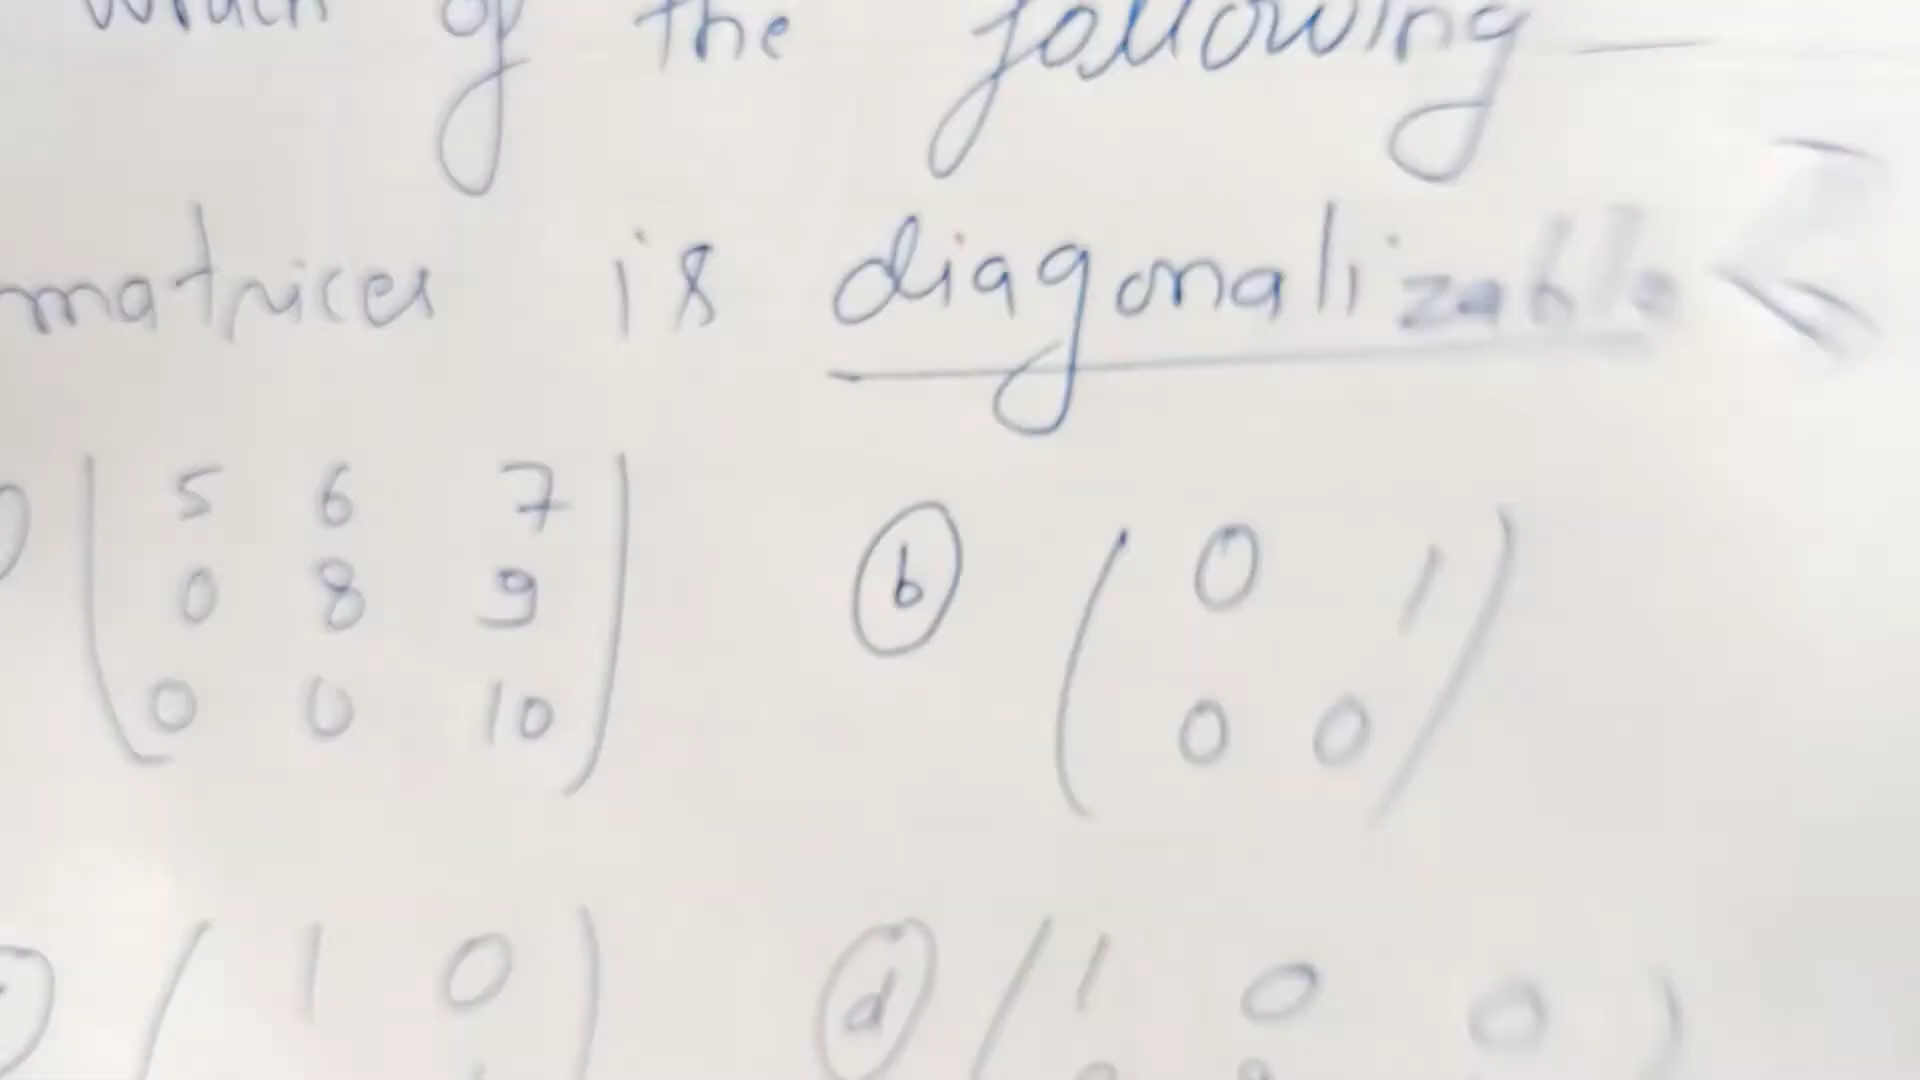 which of the following
matrices is diagonalizable
5 6 7
0 8 9
0 0 10
b
0 1
0 0
1 0
d
1 0 0